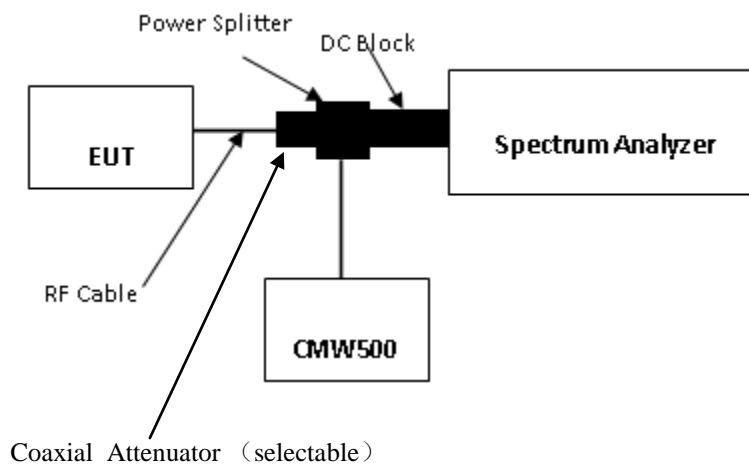 Power Splitter
DC Block
EUT
Spectrum Analyzer
RF Cable
CMW500
Coaxial Attenuator （selectable）